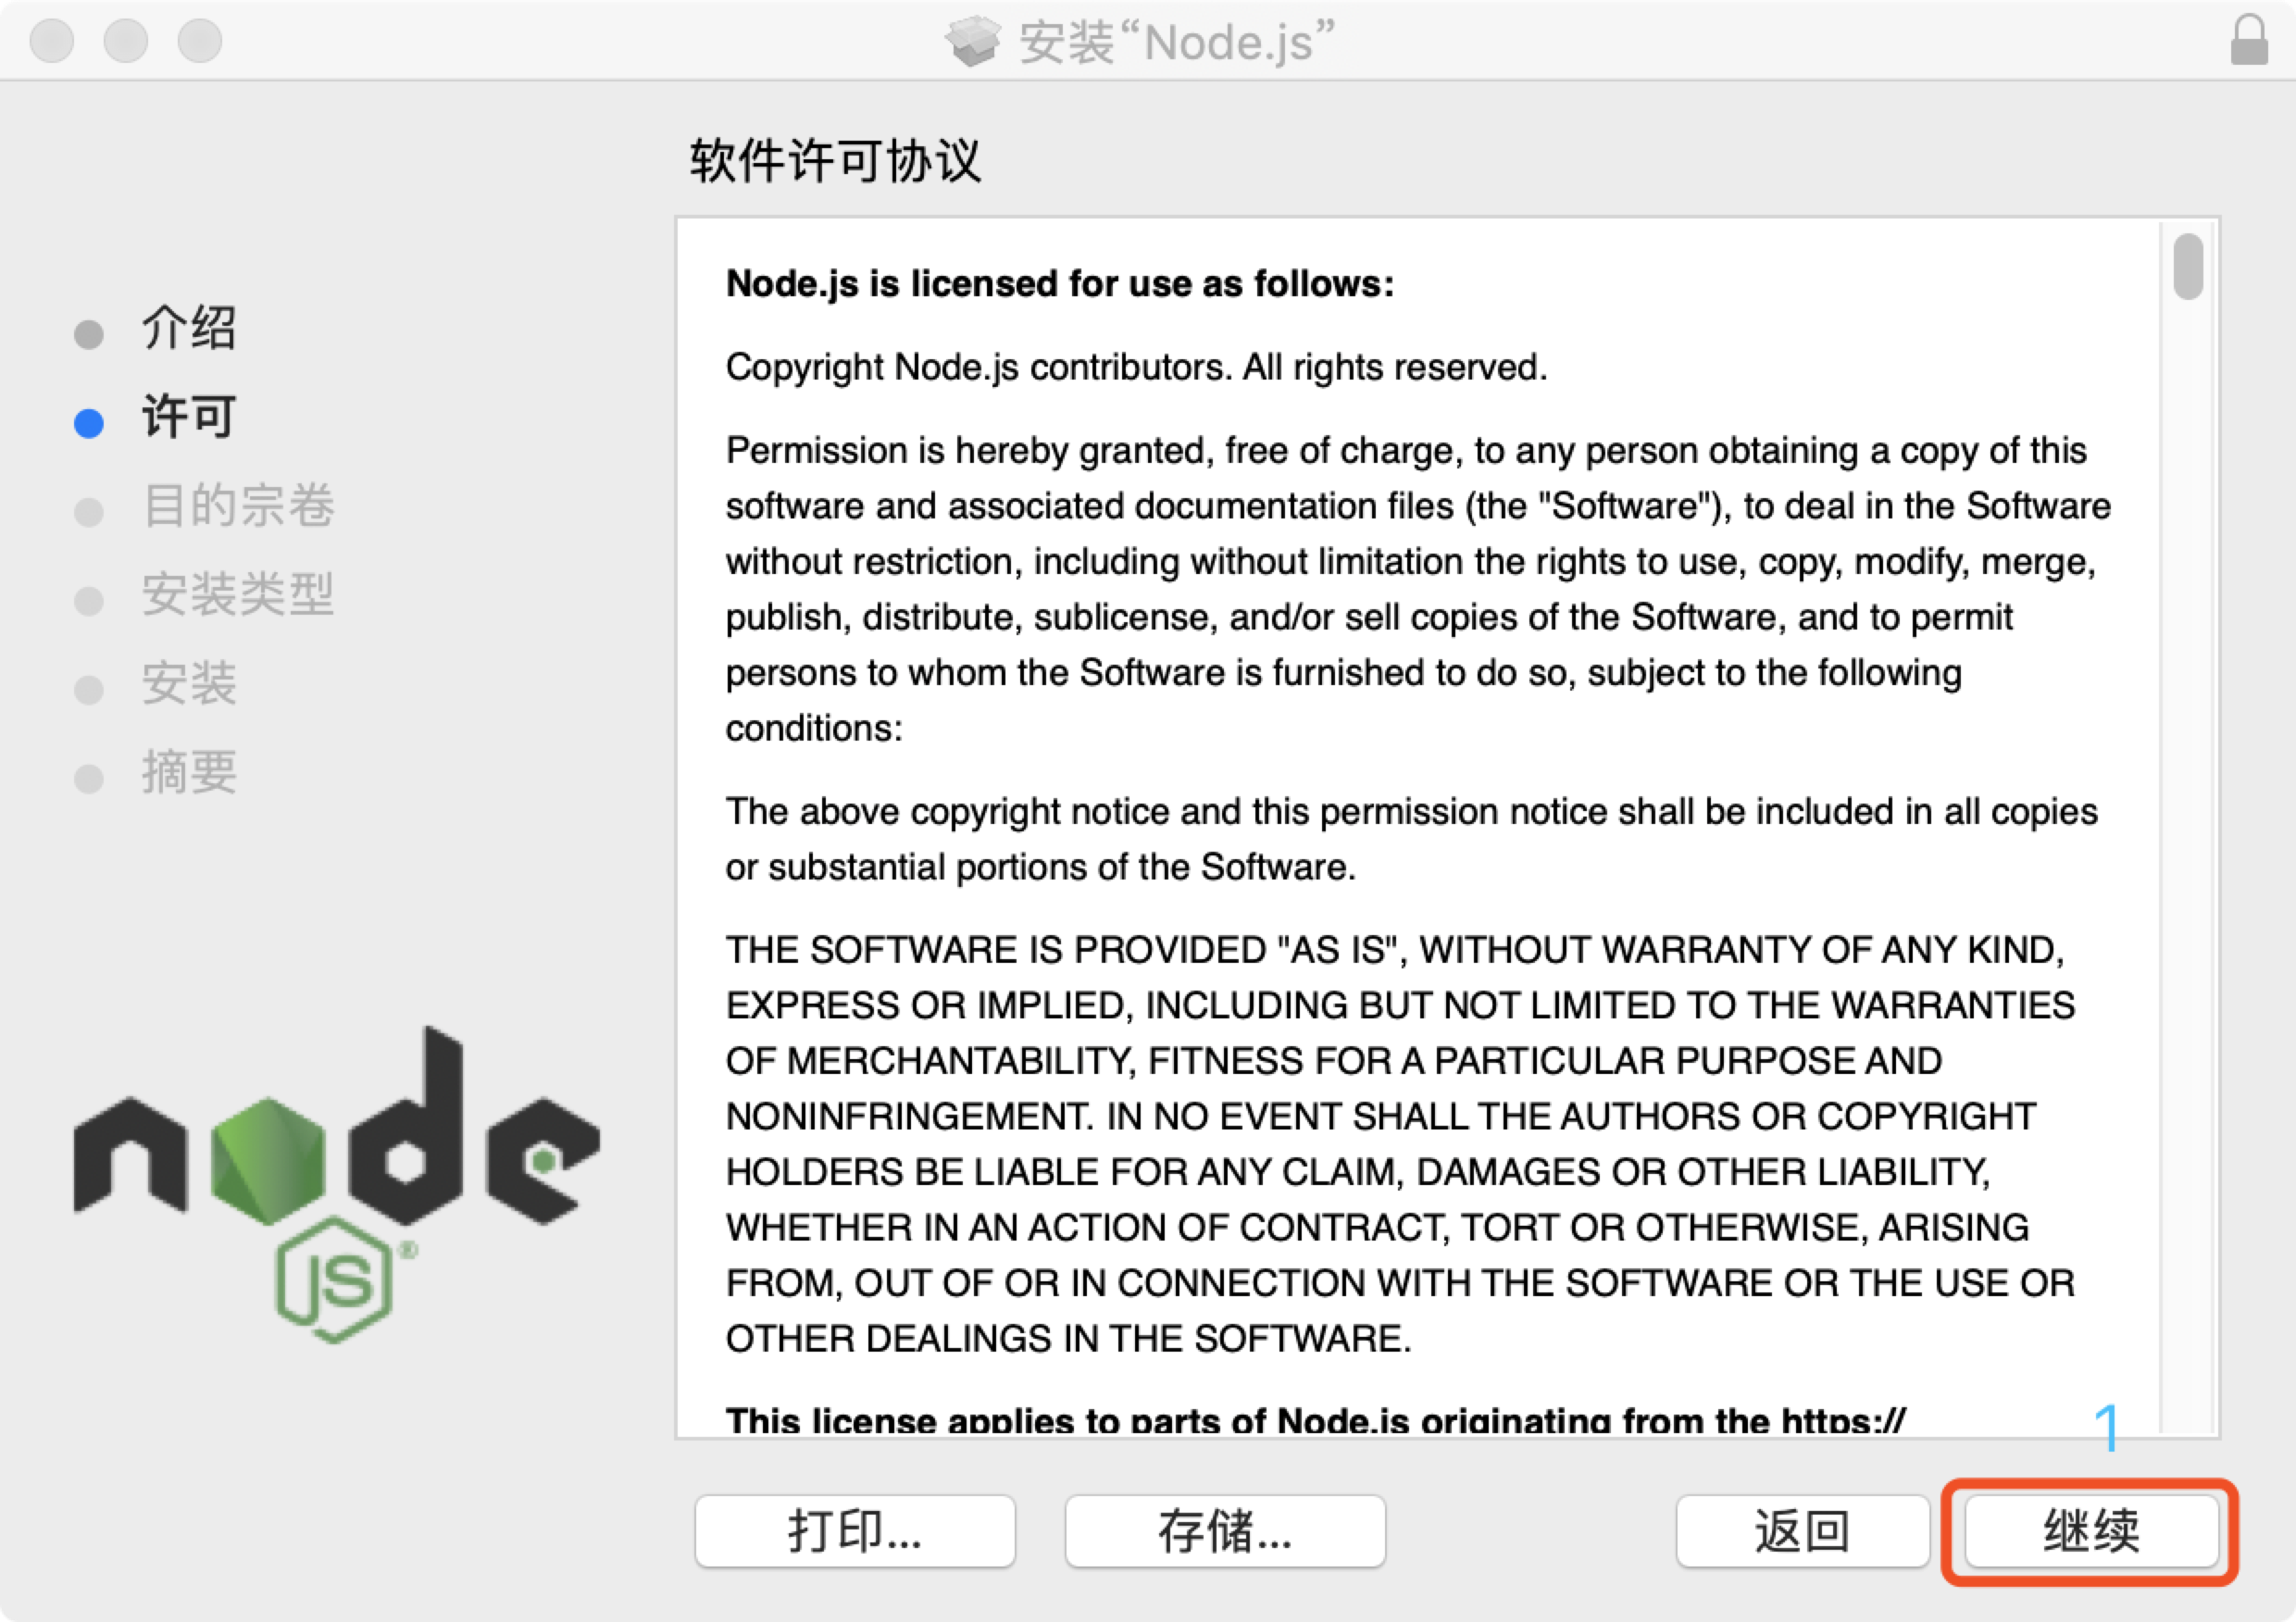 安装“Node.js”
软件许可协议
介绍
许可
目的宗卷
安装类型
安装
摘要
node
JS®
Node.js is licensed for use as follows:
Copyright Node.js contributors. All rights reserved.
Permission is hereby granted, free of charge, to any person obtaining a copy of this
software and associated documentation files (the "Software"), to deal in the Software
without restriction, including without limitation the rights to use, copy, modify, merge,
publish, distribute, sublicense, and/or sell copies of the Software, and to permit
persons to whom the Software is furnished to do so, subject to the following
conditions:
The above copyright notice and this permission notice shall be included in all copies
or substantial portions of the Software.
THE SOFTWARE IS PROVIDED "AS IS", WITHOUT WARRANTY OF ANY KIND,
EXPRESS OR IMPLIED, INCLUDING BUT NOT LIMITED TO THE WARRANTIES
OF MERCHANTABILITY, FITNESS FOR A PARTICULAR PURPOSE AND
NONINFRINGEMENT. IN NO EVENT SHALL THE AUTHORS OR COPYRIGHT
HOLDERS BE LIABLE FOR ANY CLAIM, DAMAGES OR OTHER LIABILITY,
WHETHER IN AN ACTION OF CONTRACT, TORT OR OTHERWISE, ARISING
FROM, OUT OF OR IN CONNECTION WITH THE SOFTWARE OR THE USE OR
OTHER DEALINGS IN THE SOFTWARE.
This license applies to parts of Node.js originating from the https://
1
打印...
存储...
返回
继续